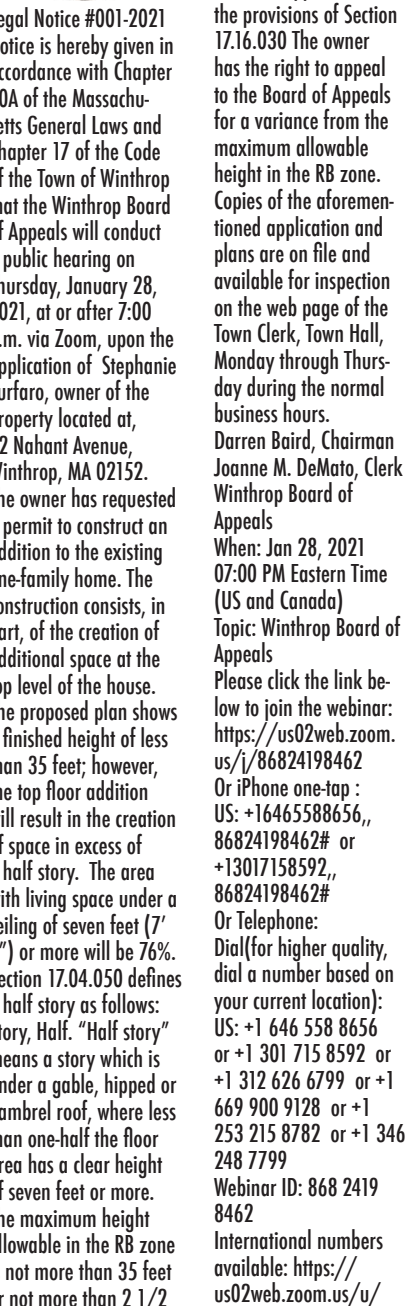 egal Notice #001-2021
otice is hereby given in
ccordance with Chapter
0A of the Massachu-
etts General Laws and
hapter 17 of the Code
f the Town of Winthrop
hat the Winthrop Board
f Appeals will conduct
public hearing on
hursday, January 28,
021, at or after 7:00
.m. via Zoom, upon the
pplication of Stephanie
urfaro, owner of the
roperty located at,
2 Nahant Avenue,
Winthrop, MA 02152.
he owner has requested
permit to construct an
ddition to the existing
ne-family home. The
onstruction consists, in
art, of the creation of
dditional space at the
op level of the house.
he proposed plan shows
finished height of less
han 35 feet; however,
he top floor addition
ill result in the creation
f space in excess of
half story. The area
ith living space under a
eiling of seven feet (7’
”) or more will be 76%.
ection 17.04.050 defines
half story as follows:
tory, Half. “Half story”
means a story which is
nder a gable, hipped or
ambrel roof, where less
han one-half the floor
rea has a clear height
f seven feet or more.
he maximum height
llowable in the RB zone
not more than 35 feet
r not more than 2 1/2
the provisions of Section
17.16.030 The owner
has the right to appeal
to the Board of Appeals
for a variance from the
maximum allowable
height in the RB zone.
Copies of the aforemen-
tioned application and
plans are on file and
available for inspection
on the web page of the
Town Clerk, Town Hall,
Monday through Thurs-
day during the normal
business hours.
Darren Baird, Chairman
Joanne M. DeMato, Clerk
Winthrop Board of
Appeals
When: Jan 28, 2021
07:00 PM Eastern Time
(US and Canada)
Topic: Winthrop Board of
Appeals
Please click the link be-
low to join the webinar:
https://us02web.zoom.
us/j/86824198462
Or iPhone one-tap :
US: +16465588656,,
86824198462# or
+13017158592,,
86824198462#
Or Telephone:
Dial(for higher quality,
dial a number based on
your current location):
US: +1 646 558 8656
or +1 301 715 8592 or
+1 312 626 6799 or +1
669 900 9128 or +1
253 215 8782 or +1 346
248 7799
Webinar ID: 868 2419
8462
International numbers
available: https://
us02web.zoom.us/u/